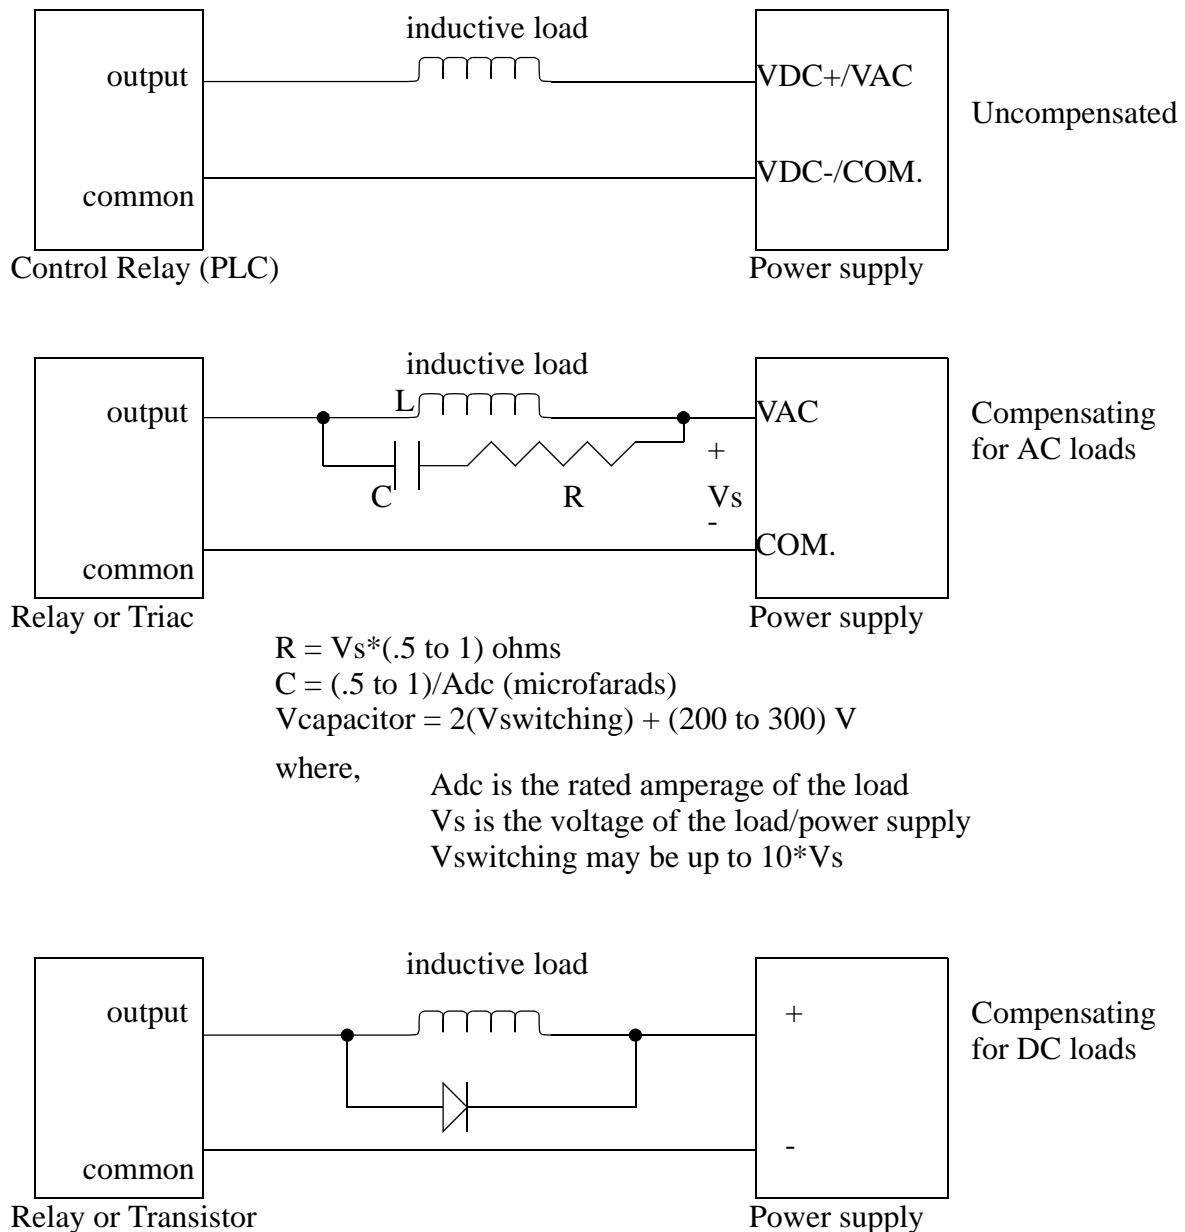 inductive load
output
VDC+/VAC
Uncompensated
VDC-/COM.
common
Control Relay (PLC)
Power supply
inductive load
L
output
VAC
Compensating
for AC loads
+
C
R
Vs
-
COM.
common
Relay or Triac
Power supply
R = Vs*(.5 to 1) ohms
C = (.5 to 1)/Adc (microfarads)
Vcapacitor = 2(Vswitching) + (200 to 300) V
where,
Adc is the rated amperage of the load
Vs is the voltage of the load/power supply
Vswitching may be up to 10*Vs
inductive load
output
+
Compensating
for DC loads
-
common
Relay or Transistor
Power supply